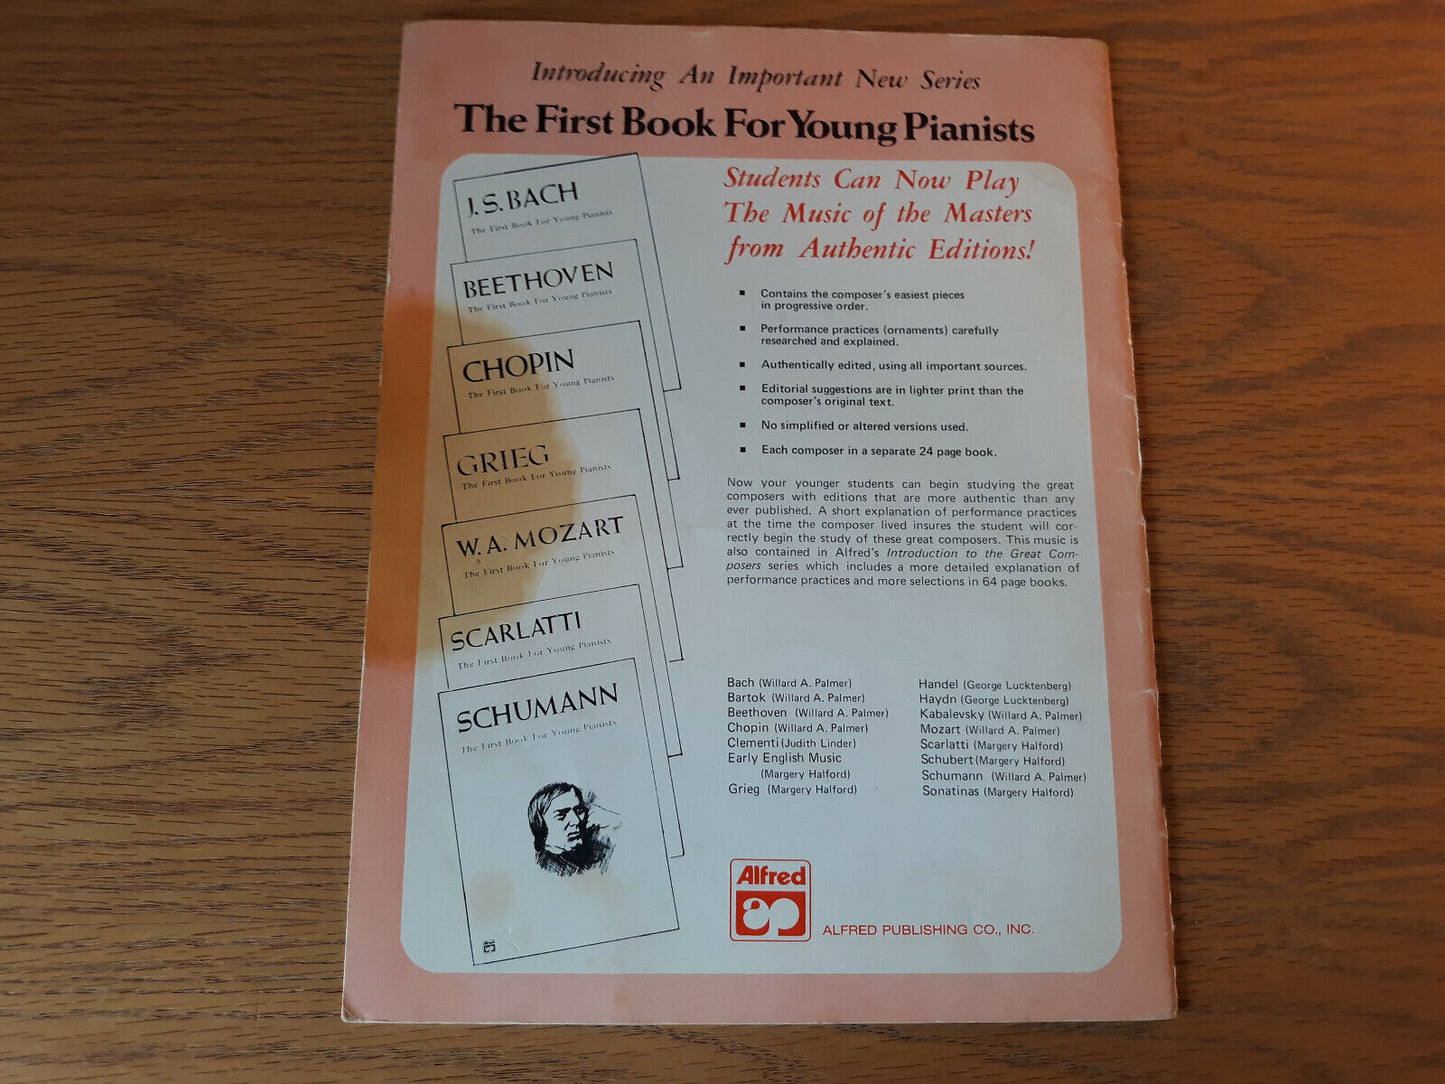 Introducing An Important New Series
The First Book For Young Pianists
J. S. BACH
The First Book For Young Pianists
BEETHOVEN
The First Book For Young Pianists
CHOPIN
The First Book For Young Pianists
GRIEG
The First Book For Young Pianists
W. A. MOZART
The First Book For Young Pianists
SCARLATTI
The First Book For Young Pianists
SCHUMANN
The First Book For Young Pianists
Students Can Now Play
The Music of the Masters
from Authentic Editions!
▪ Contains the composer's easiest pieces
in progressive order.
▪ Performance practices (ornaments) carefully
researched and explained.
▪ Authentically edited, using all important sources.
▪ Editorial suggestions are in lighter print than the
composer's original text.
▪ No simplified or altered versions used.
▪ Each composer in a separate 24 page book.
Now your younger students can begin studying the great
composers with editions that are more authentic than any
ever published. A short explanation of performance practices
at the time the composer lived insures the student will cor-
rectly begin the study of these great composers. This music is
also contained in Alfred's Introduction to the Great Com-
posers series which includes a more detailed explanation of
performance practices and more selections in 64 page books.
Bach (Willard A. Palmer)
Bartok (Willard A. Palmer)
Beethoven (Willard A. Palmer)
Chopin (Willard A. Palmer)
Clementi (Judith Linder)
Early English Music
(Margery Halford)
Grieg (Margery Halford)
Handel (George Lucktenberg)
Haydn (George Lucktenberg)
Kabalevsky (Willard A. Palmer)
Mozart (Willard A. Palmer)
Scarlatti (Margery Halford)
Schubert (Margery Halford)
Schumann (Willard A. Palmer)
Sonatinas (Margery Halford)
Alfred
ap
ALFRED PUBLISHING CO., INC.